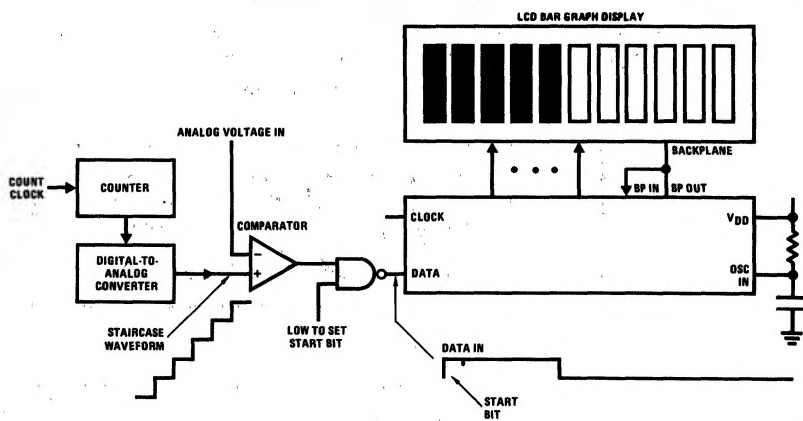 LCD BAR GRAPH DISPLAY
ANALOG VOLTAGE IN
BACKPLANE
COUNT
CLOCK
COUNTER
BP IN
BP OUT
COMPARATOR
CLOCK
VDD
DIGITAL-TO-
ANALOG
CONVERTER
−
+
DATA
OSC
IN
STAIRCASE
WAVEFORM
LOW TO SET
START BIT
DATA IN
START
BIT